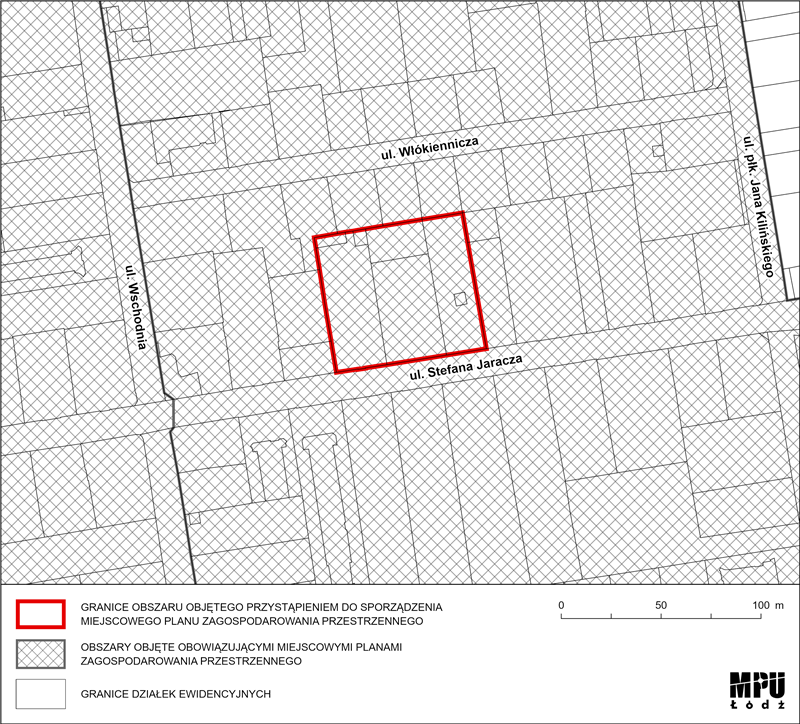 ul. Włókiennicza
ul. płk. Jana Kilińskiego
ul. Wschodnia
ul. Stefana Jaracza
GRANICE OBSZARU OBJĘTEGO PRZYSTĄPIENIEM DO SPORZĄDZENIA
MIEJSCOWEGO PLANU ZAGOSPODAROWANIA PRZESTRZENNEGO
OBSZARY OBJĘTE OBOWIĄZUJĄCYMI MIEJSCOWYMI PLANAMI
ZAGOSPODAROWANIA PRZESTRZENNEGO
GRANICE DZIAŁEK EWIDENCYJNYCH
0 50 100 m
MPU
Łódź